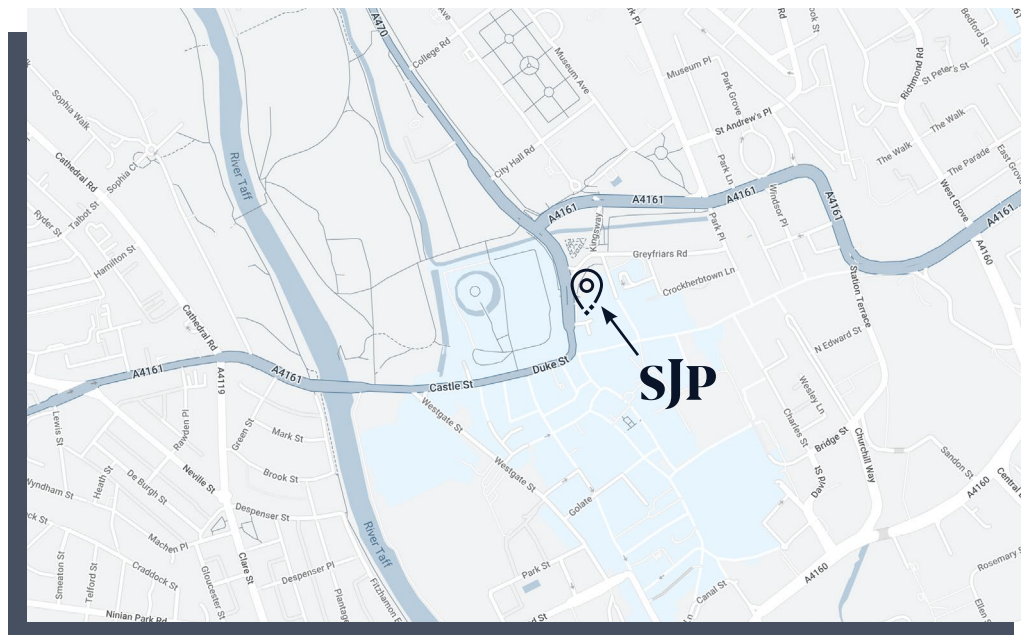 A470
Ave
College Rd
Museum Ave
Museum Pl
Park Grove
St Andrew's Pl
Richmond Rd
Bedford St
St Peter's St
The Walk
The Walk
The Parade
East Grove
West Grove
Sophia Walk
Cathedral Rd
Sophia Cl
Talbot St
Ryder St
Hamilton St
River Taff
City Hall Rd
Park Ln
Windsor Pl
A4161
A4161
A4161
A4161
A4161
A4160
Kingsway
Park Pl
Greyfriars Rd
Crockherbtown Ln
Station Terrace
Cathedral Rd
A4161
A4161
A4119
Castle St
Duke St
SJP
N Edward St
Wesley Ln
Charles St
Bridge St
Churchill Way
Sandon St
Central
A4160
Lewis St
Rawden Pl
Green St
Mark St
Brook St
Westgate St
Westgate St
Golate
Wyndham St
Heath St
De Burgh St
Neville St
Despenser St
Machen Pl
Clare St
River Taff
Smeaton St
Telford St
Craddock St
Gloucester St
Despenser Pl
Ninian Park Rd
Fitzhamon E
Park St
Canal St
A4160
Rosemary S
Ellen S